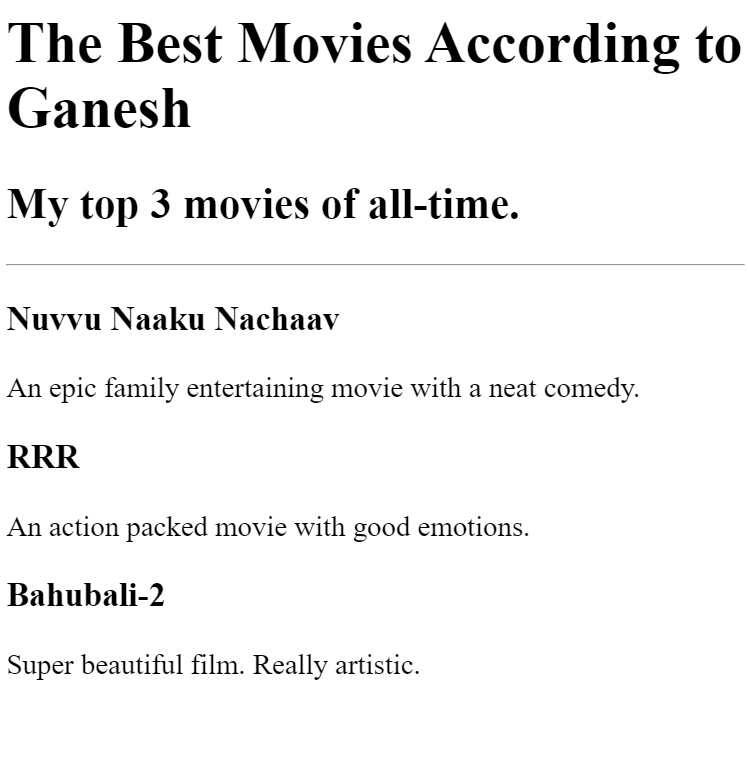 The Best Movies According to
Ganesh
My top 3 movies of all-time.
Nuvvu Naaku Nachaav
An epic family entertaining movie with a neat comedy.
RRR
An action packed movie with good emotions.
Bahubali-2
Super beautiful film. Really artistic.